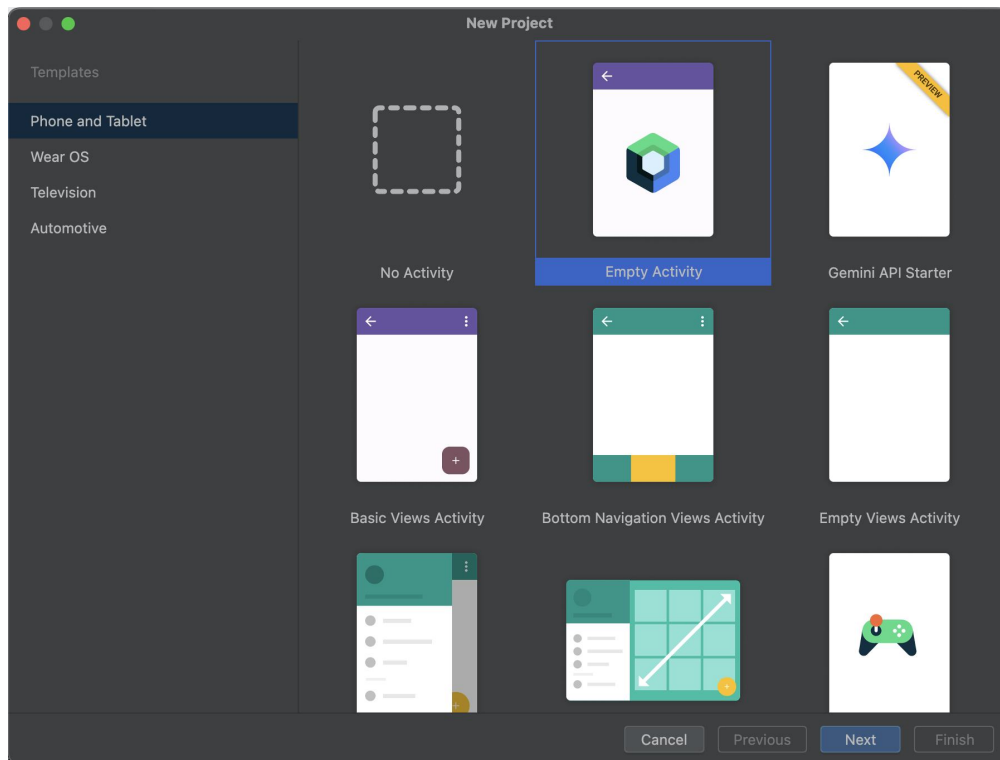 New Project
Templates
Phone and Tablet
Wear OS
Television
Automotive
PREVIEW
No Activity
Empty Activity
Gemini API Starter
Basic Views Activity
Bottom Navigation Views Activity
Empty Views Activity
Cancel
Previous
Next
Finish